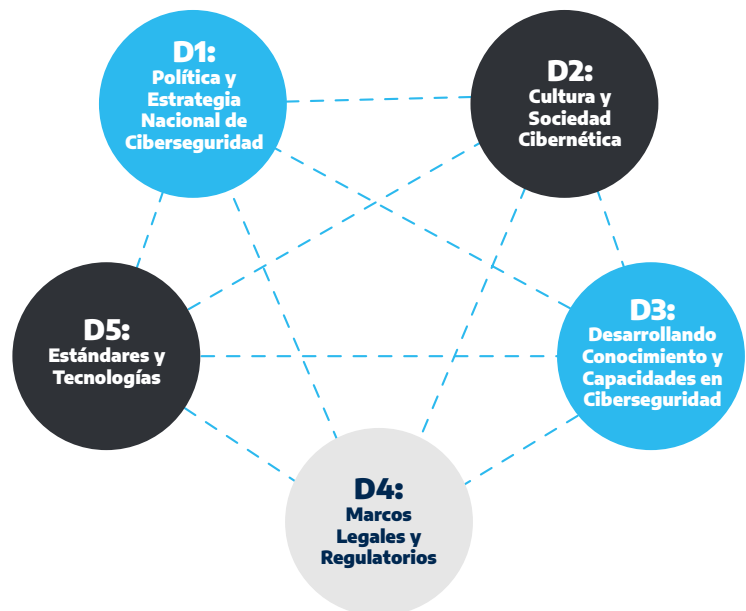 D1:
Política y
Estrategia
Nacional de
Ciberseguridad
D2:
Cultura y
Sociedad
Cibernética
D3:
Desarrollando
Conocimiento y
Capacidades en
Ciberseguridad
D4:
Marcos
Legales y
Regulatorios
D5:
Estándares y
Tecnologías